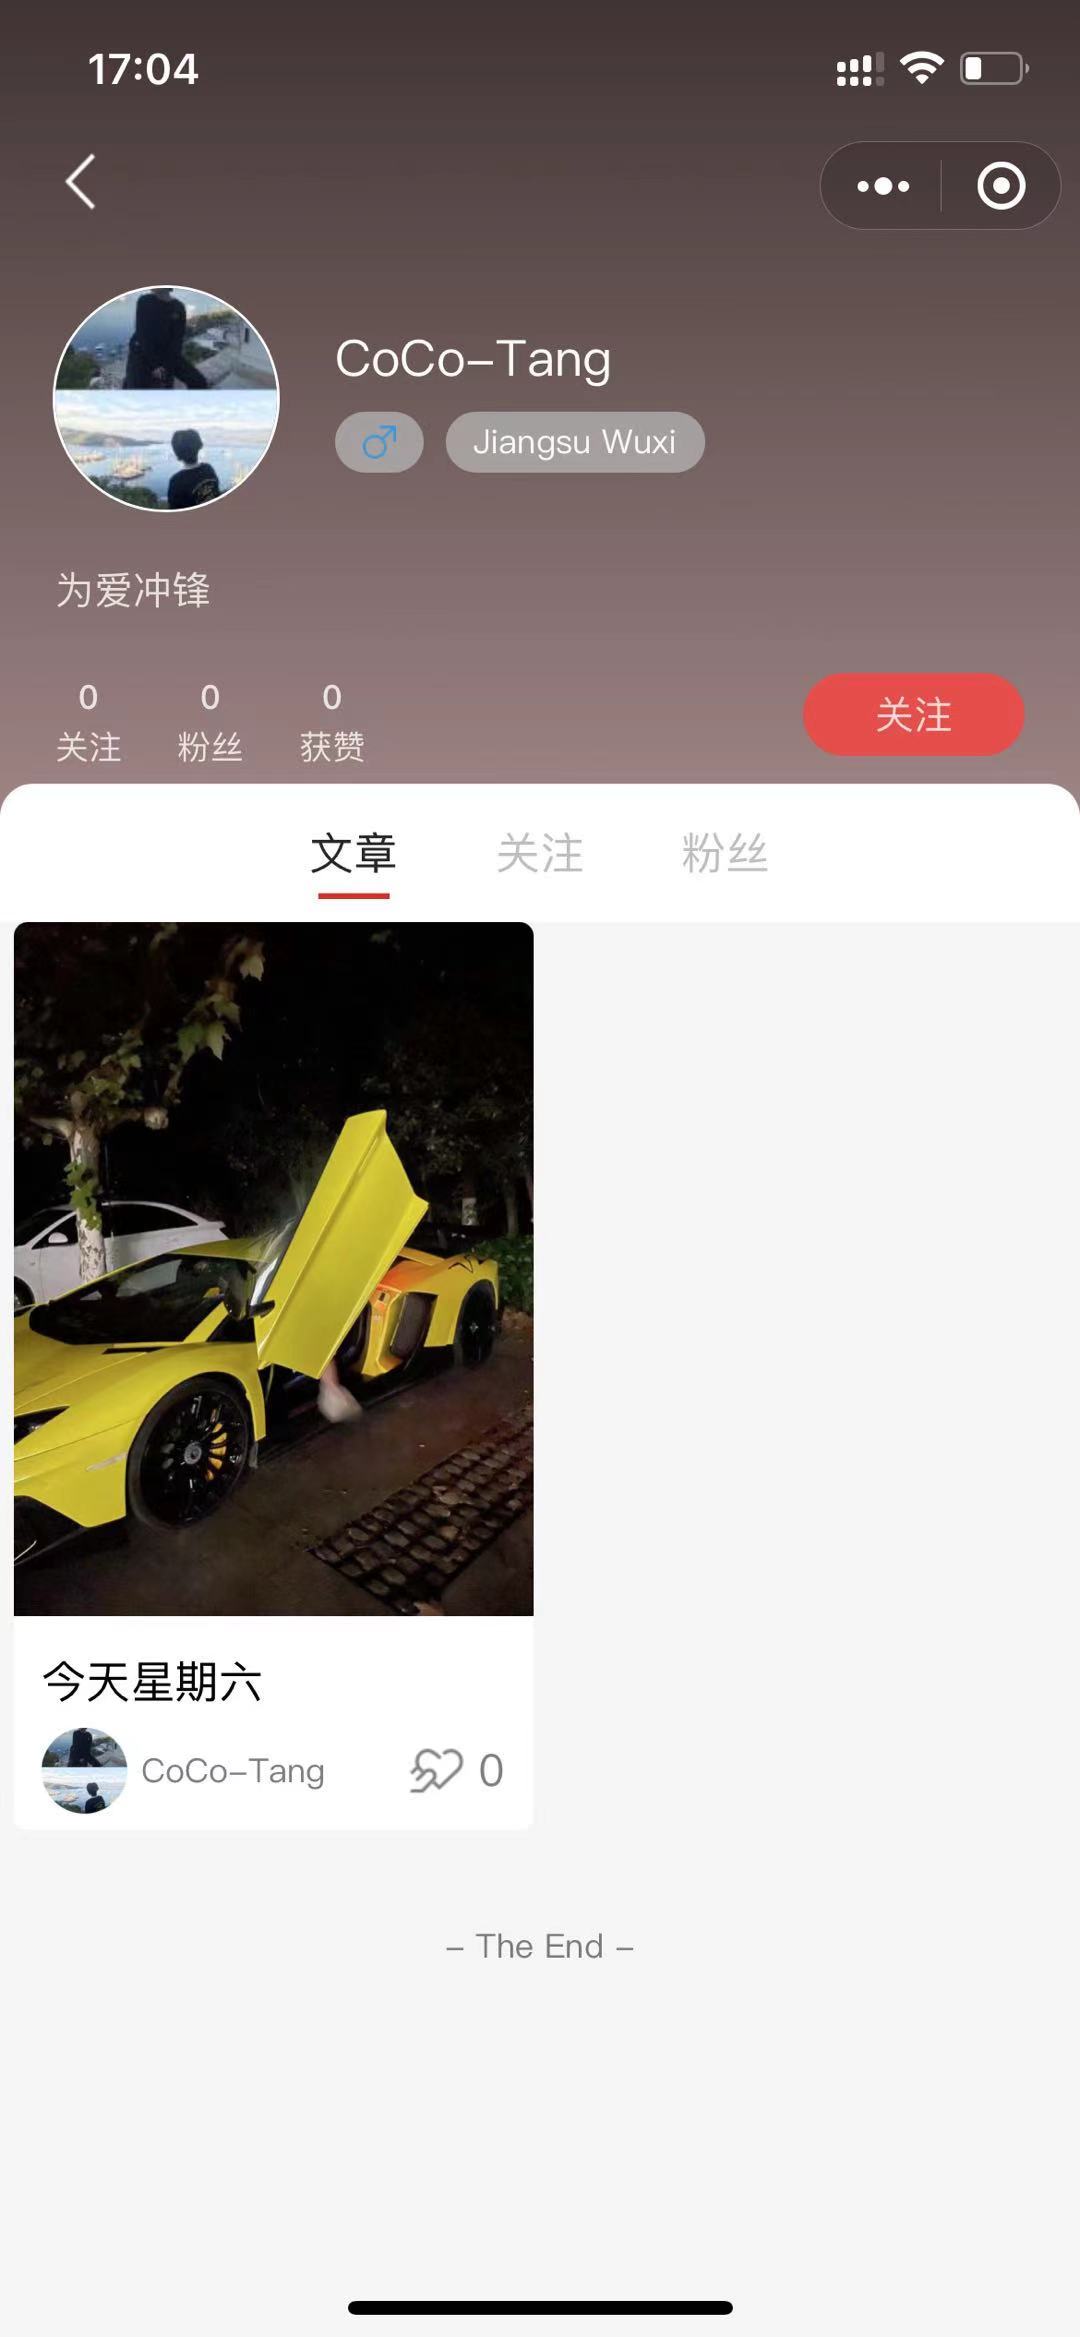 17:04
CoCo-Tang
Jiangsu Wuxi
为爱冲锋
0 0 0
关注 粉丝 获赞
关注
文章 关注 粉丝
今天星期六
CoCo-Tang 0
- The End -